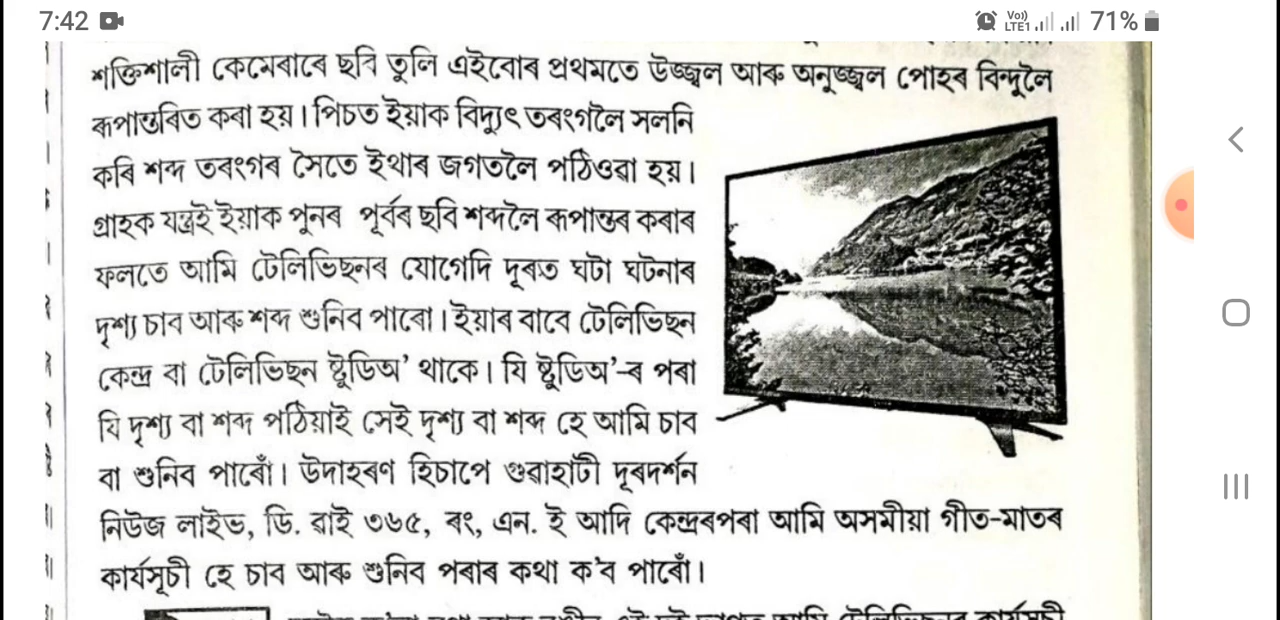 7:42
Vo))
LTE1
71%
শক্তিশালী কেমেৰাৰে ছবি তুলি এইবোৰ প্ৰথমতে উজ্জ্বল আৰু অনুজ্জ্বল পোহৰ বিন্দুলৈ
ৰূপান্তৰিত কৰা হয়। পিচত ইয়াক বিদ্যুৎ তৰংগলৈ সলনি
কৰি শব্দ তৰংগৰ সৈতে ইথাৰ জগতলৈ পঠিওৱা হয়।
গ্ৰাহক যন্ত্ৰই ইয়াক পুনৰ পূৰ্বৰ ছবি শব্দলৈ ৰূপান্তৰ কৰাৰ
ফলতে আমি টেলিভিছনৰ যোগেদি দূৰত ঘটা ঘটনাৰ
দৃশ্য চাব আৰু শব্দ শুনিব পাৰো। ইয়াৰ বাবে টেলিভিছন
কেন্দ্ৰ বা টেলিভিছন ষ্টুডিঅ’ থাকে। যি ষ্টুডিঅ’-ৰ পৰা
যি দৃশ্য বা শব্দ পঠিয়াই সেই দৃশ্য বা শব্দ হে আমি চাব
বা শুনিব পাৰোঁ। উদাহৰণ হিচাপে গুৱাহাটী দূৰদৰ্শন
নিউজ লাইভ, ডি. ৱাই ৩৬৫, ৰং, এন. ই আদি কেন্দ্ৰৰপৰা আমি অসমীয়া গীত-মাতৰ
কাৰ্যসূচী হে চাব আৰু শুনিব পৰাৰ কথা ক’ব পাৰোঁ।